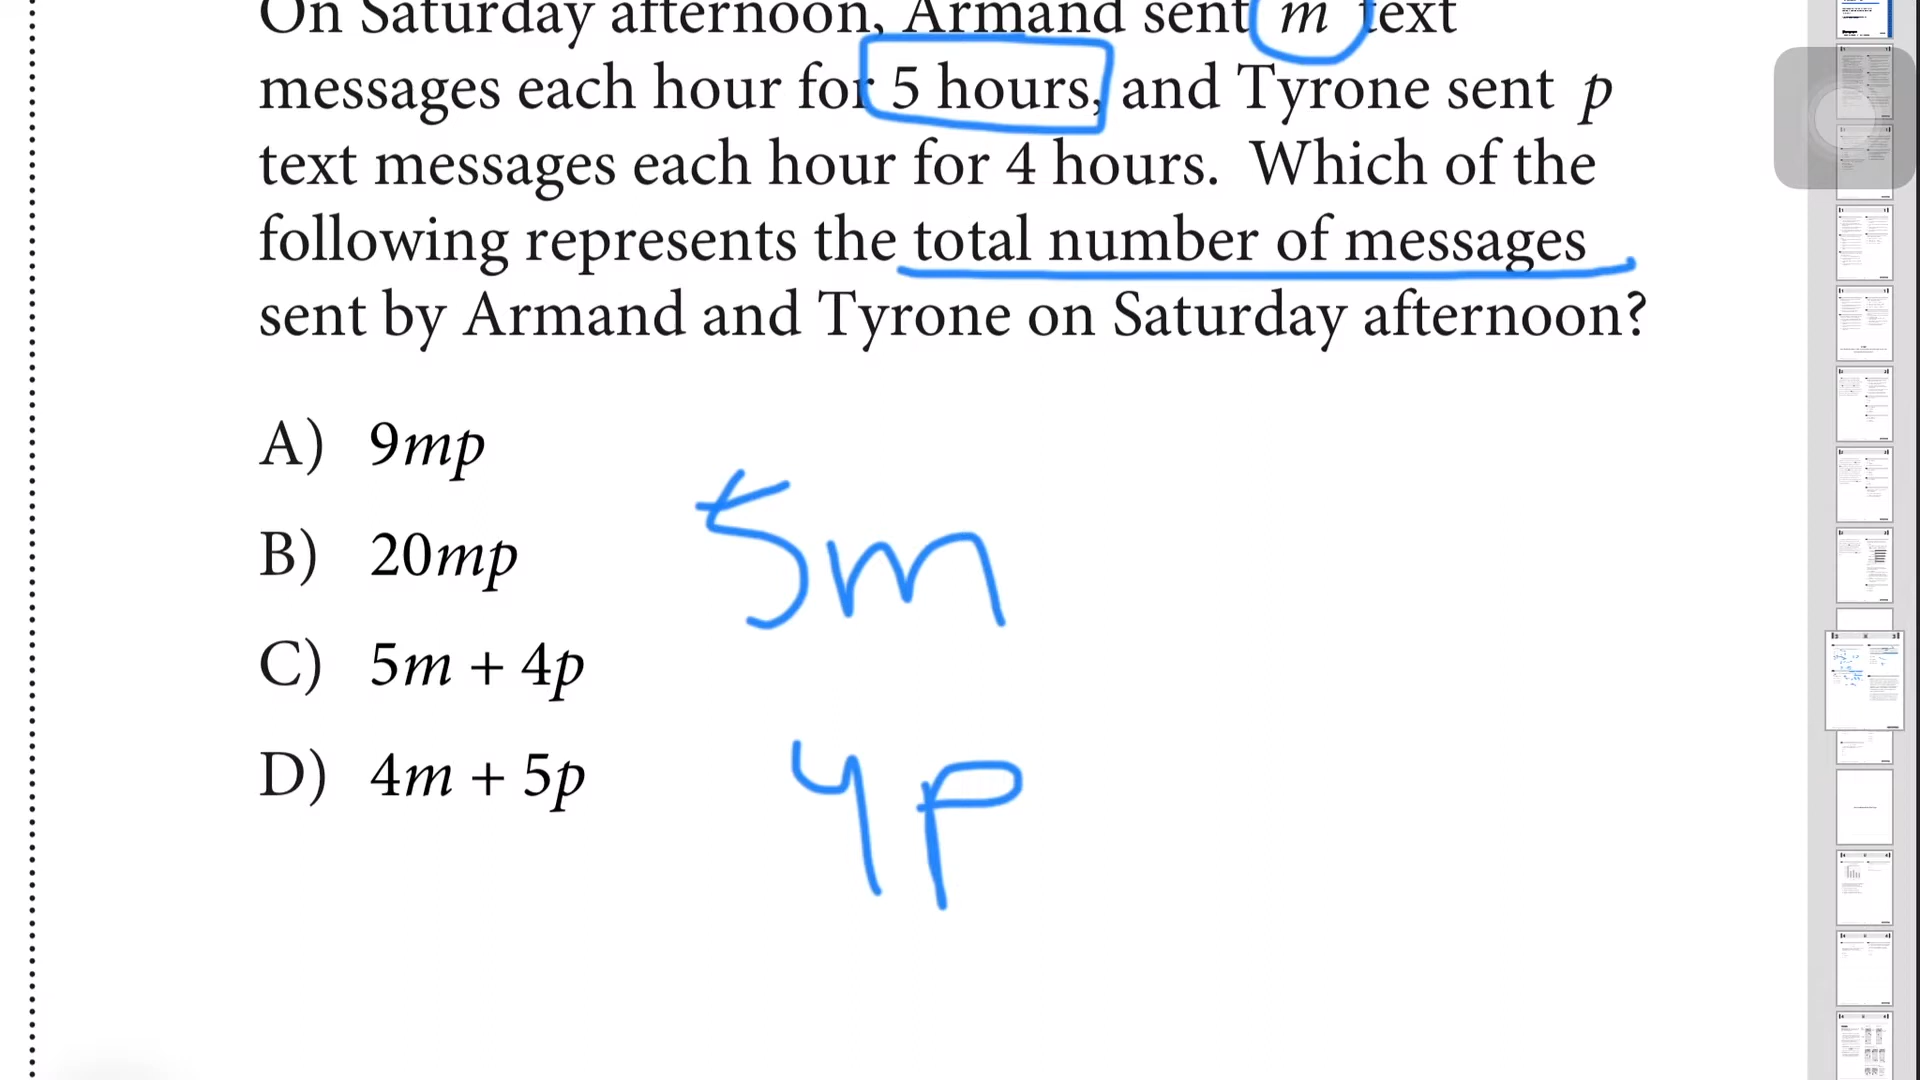 On Saturday afternoon, Armand sent m text
messages each hour for 5 hours, and Tyrone sent p
text messages each hour for 4 hours. Which of the
following represents the total number of messages
sent by Armand and Tyrone on Saturday afternoon?
A) 9mp
B) 20mp
C) 5m + 4p
D) 4m + 5p
5m
4p